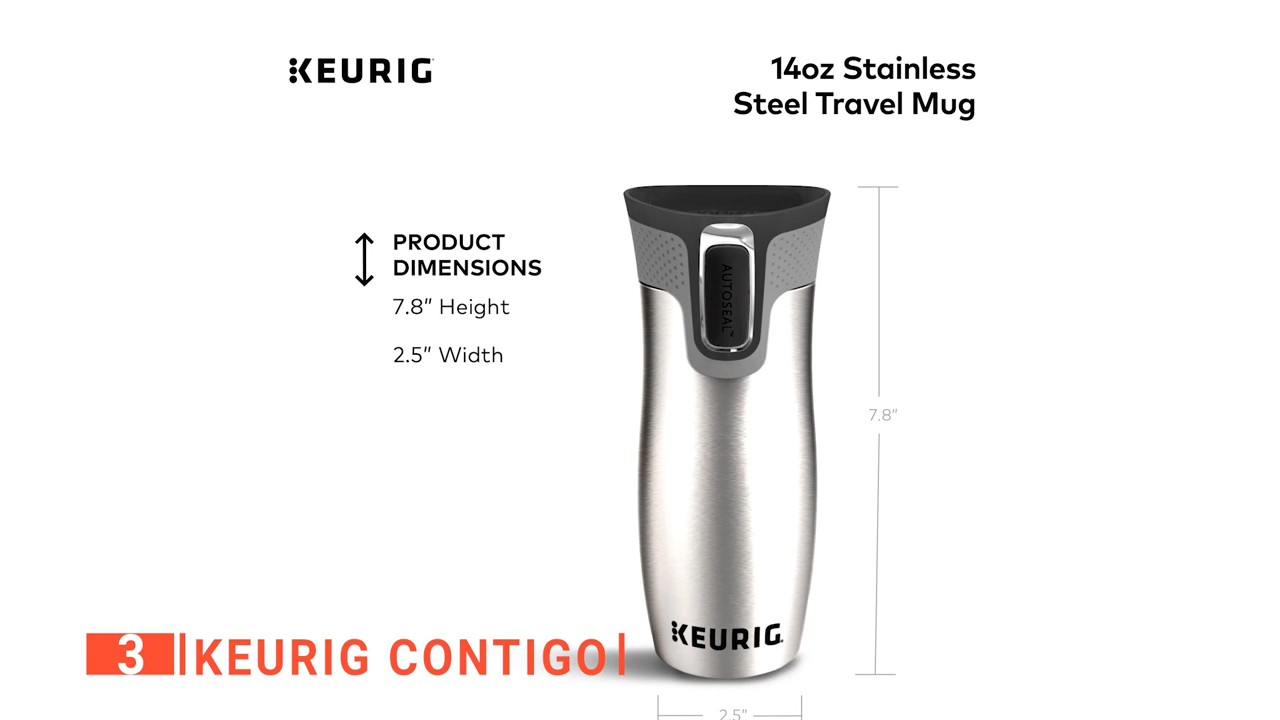 KEURIG
14oz Stainless
Steel Travel Mug
PRODUCT
DIMENSIONS
7.8" Height
2.5" Width
AUTOSEAL™
7.8"
KEURIG
3 KEURIG CONTIGO
2.5"